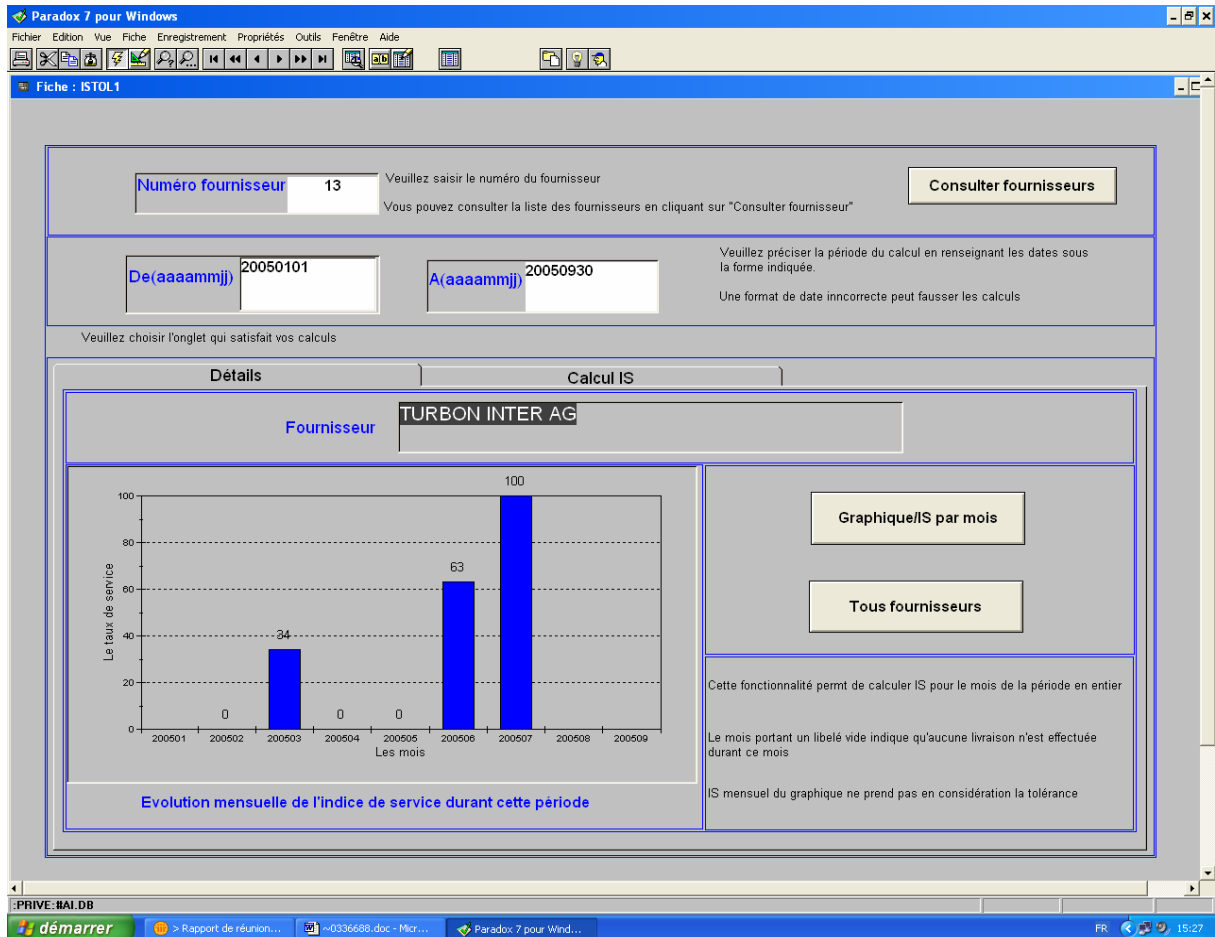 Paradox 7 pour Windows
Fichier Edition Vue Fiche Enregistrement Propriétés Outils Fenêtre Aide
Fiche : ISTOL1
Numéro fournisseur 13
Veuillez saisir le numéro du fournisseur
Vous pouvez consulter la liste des fournisseurs en cliquant sur "Consulter fournisseur"
Consulter fournisseurs
De(aaaammjj) 20050101
A(aaaammjj) 20050930
Veuillez préciser la période du calcul en renseignant les dates sous
la forme indiquée.
Une format de date inncorrecte peut fausser les calculs
Veuillez choisir l'onglet qui satisfait vos calculs
Détails
Calcul IS
Fournisseur
TURBON INTER AG
Le taux de service
100
80
60
40
20
0
0
34
0
0
63
100
200501 200502 200503 200504 200505 200506 200507 200508 200509
Les mois
Evolution mensuelle de l'indice de service durant cette période
Graphique/IS par mois
Tous fournisseurs
Cette fonctionnalité permt de calculer IS pour le mois de la période en entier
Le mois portant un libelé vide indique qu'aucune livraison n'est effectuée
durant ce mois
IS mensuel du graphique ne prend pas en considération la tolérance
:PRIVE:#AI.DB
démarrer
> Rapport de réunion...
~0336688.doc - Micr...
Paradox 7 pour Wind...
FR
15:27